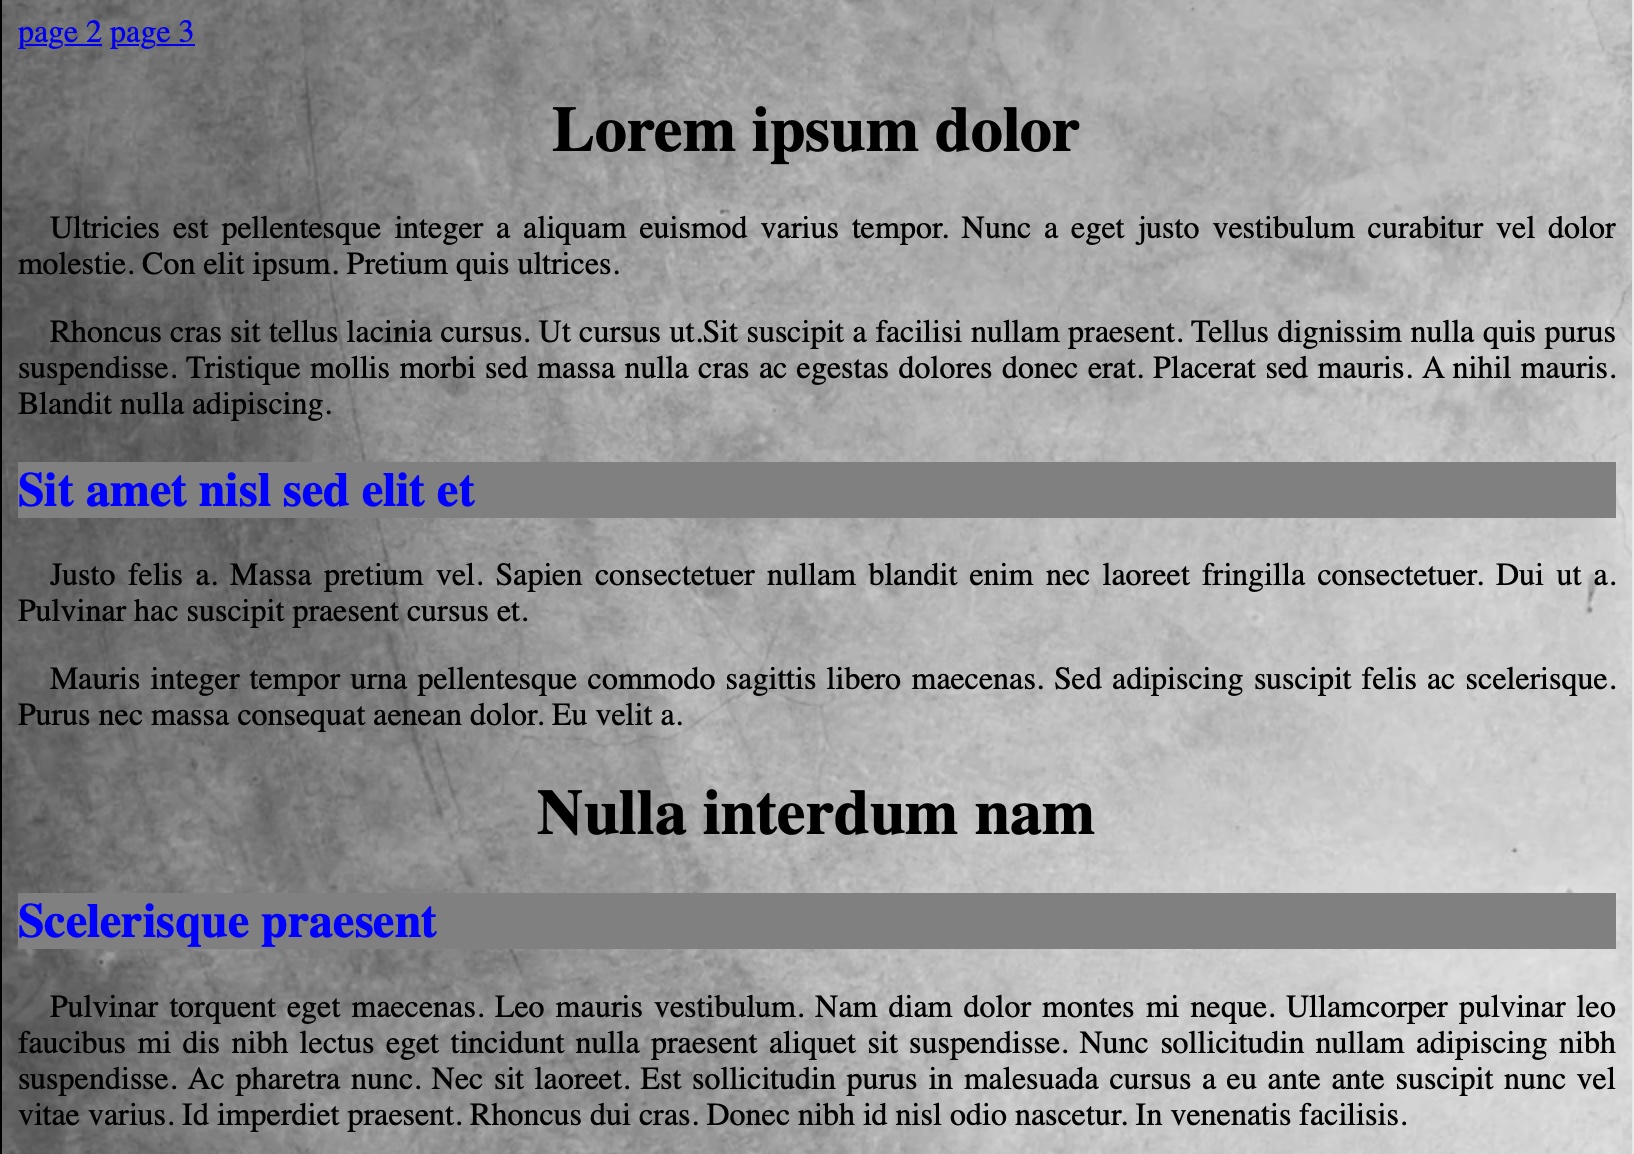 page 2 page 3
Lorem ipsum dolor
Ultricies est pellentesque integer a aliquam euismod varius tempor. Nunc a eget justo vestibulum curabitur vel dolor
molestie. Con elit ipsum. Pretium quis ultrices.
Rhoncus cras sit tellus lacinia cursus. Ut cursus ut.Sit suscipit a facilisi nullam praesent. Tellus dignissim nulla quis purus
suspendisse. Tristique mollis morbi sed massa nulla cras ac egestas dolores donec erat. Placerat sed mauris. A nihil mauris.
Blandit nulla adipiscing.
Sit amet nisl sed elit et
Justo felis a. Massa pretium vel. Sapien consectetuer nullam blandit enim nec laoreet fringilla consectetuer. Dui ut a.
Pulvinar hac suscipit praesent cursus et.
Mauris integer tempor urna pellentesque commodo sagittis libero maecenas. Sed adipiscing suscipit felis ac scelerisque.
Purus nec massa consequat aenean dolor. Eu velit a.
Nulla interdum nam
Scelerisque praesent
Pulvinar torquent eget maecenas. Leo mauris vestibulum. Nam diam dolor montes mi neque. Ullamcorper pulvinar leo
faucibus mi dis nibh lectus eget tincidunt nulla praesent aliquet sit suspendisse. Nunc sollicitudin nullam adipiscing nibh
suspendisse. Ac pharetra nunc. Nec sit laoreet. Est sollicitudin purus in malesuada cursus a eu ante ante suscipit nunc vel
vitae varius. Id imperdiet praesent. Rhoncus dui cras. Donec nibh id nisl odio nascetur. In venenatis facilisis.